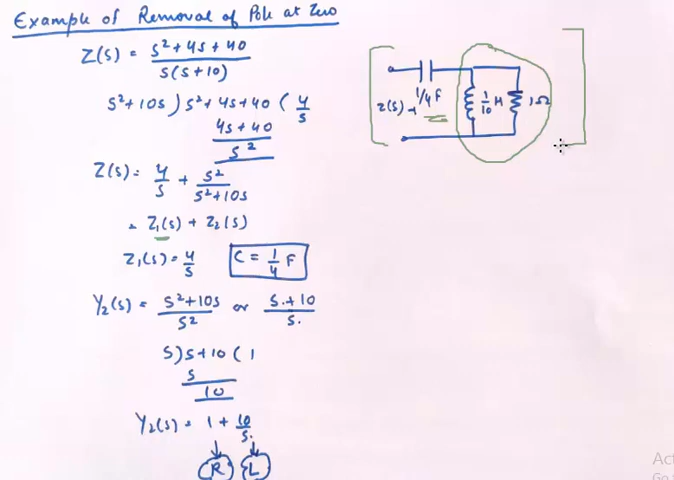 Example of Removal of Pole at Zero
Z(s) = s²+4s+40 / s(s+10)
s²+10s ) s²+4s+40 ( 4/s
4s+40
s²
Z(s) = 4/s + s² / s²+10s
= Z₁(s) + Z₂(s)
Z₁(s) = 4/s C = 1/4 F
Y₂(s) = s²+10s / s² or s+10 / s
s ) s+10 ( 1
s
10
Y₂(s) = 1 + 10/s
R L
Z(s)→ 1/4 F 1/10 H 1Ω